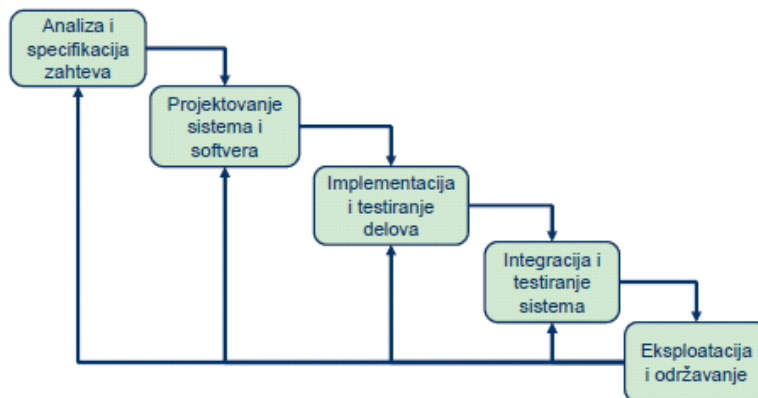 Analiza i
specifikacija
zahteva
Projektovanje
sistema i
softvera
Implementacija
i testiranje
delova
Integracija i
testiranje
sistema
Eksploatacija
i održavanje